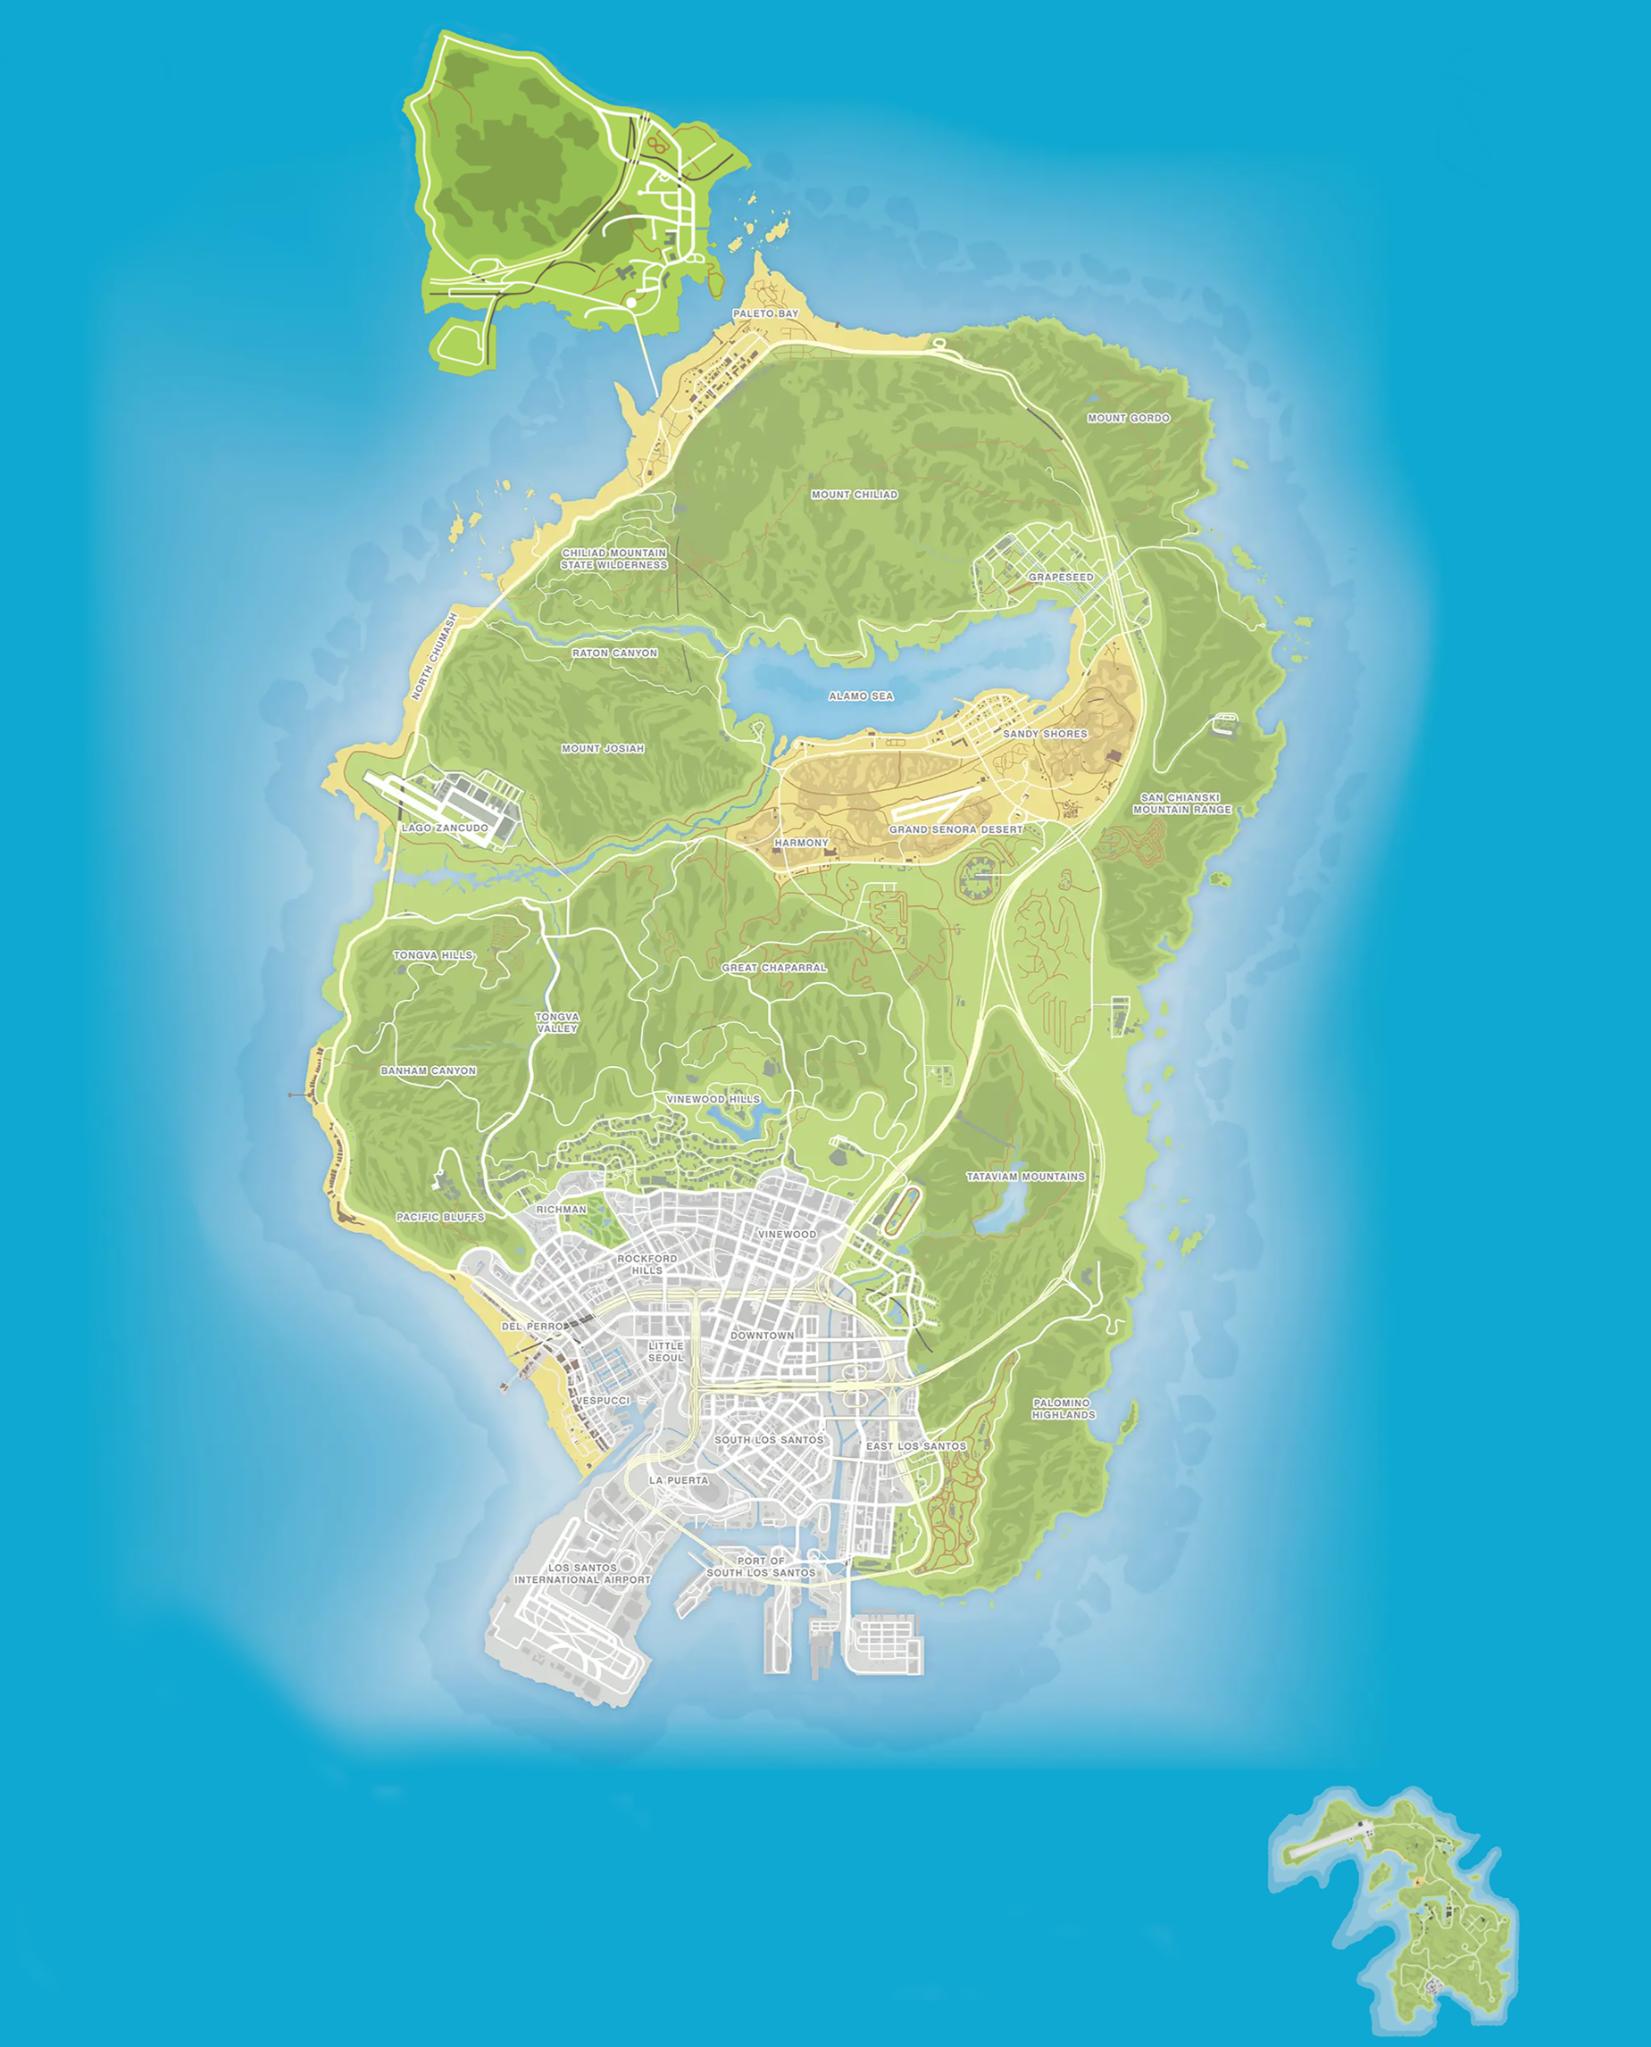 PALETO BAY
MOUNT GORDO
MOUNT CHILIAD
CHILIAD MOUNTAIN
STATE WILDERNESS
GRAPESEED
NORTH CHUMASH
RATON CANYON
ALAMO SEA
SANDY SHORES
MOUNT JOSIAH
SAN CHIANSKI
MOUNTAIN RANGE
LAGO ZANCUDO
GRAND SENORA DESERT
HARMONY
TONGVA HILLS
GREAT CHAPARRAL
TONGVA
VALLEY
BANHAM CANYON
VINEWOOD HILLS
TATAVIAM MOUNTAINS
PACIFIC BLUFFS
RICHMAN
VINEWOOD
ROCKFORD
HILLS
DEL PERRO
DOWNTOWN
LITTLE
SEOUL
VESPUCCI
PALOMINO
HIGHLANDS
SOUTH LOS SANTOS
EAST LOS SANTOS
LA PUERTA
PORT OF
SOUTH LOS SANTOS
LOS SANTOS
INTERNATIONAL AIRPORT